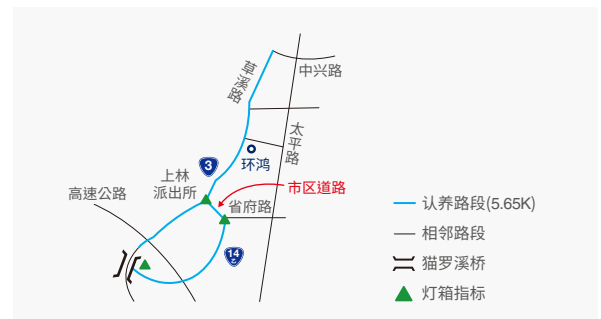 中兴路
草溪路
太平路
3
环鸿
上林
派出所
市区道路
高速公路
省府路
14
乙
认养路段(5.65K)
相邻路段
猫罗溪桥
灯箱指标